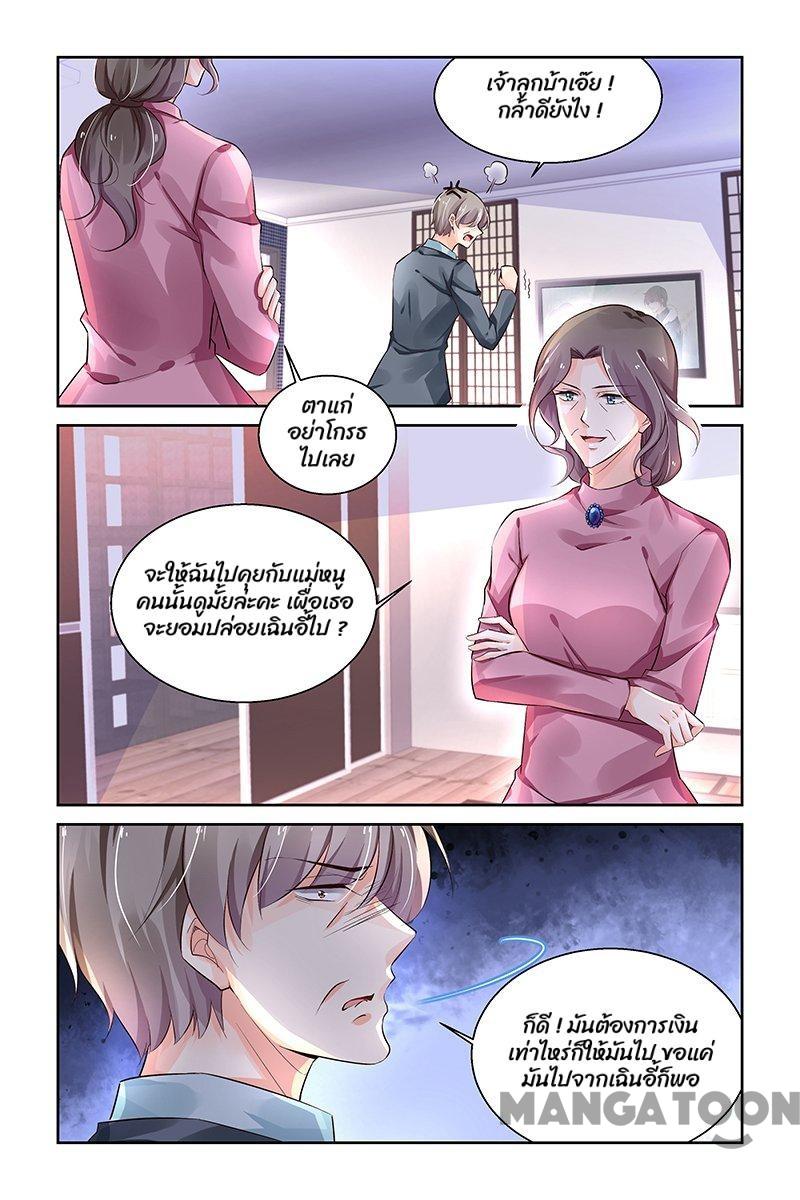 เจ้าลูกบ้าเอ๊ย !
กล้าดียังไง !
ตาแก่
อย่าโกรธ
ไปเลย
จะให้ฉันไปคุยกับแม่หนู
คนนั้นดูมั้ยล่ะคะ เผื่อเธอ
จะยอมปล่อยเฉินอี้ไป ?
ก็ดี ! มันต้องการเงิน
เท่าไหร่ก็ให้มันไป ขอแค่
มันไปจากเฉินอี้ก็พอ
MANGATOON